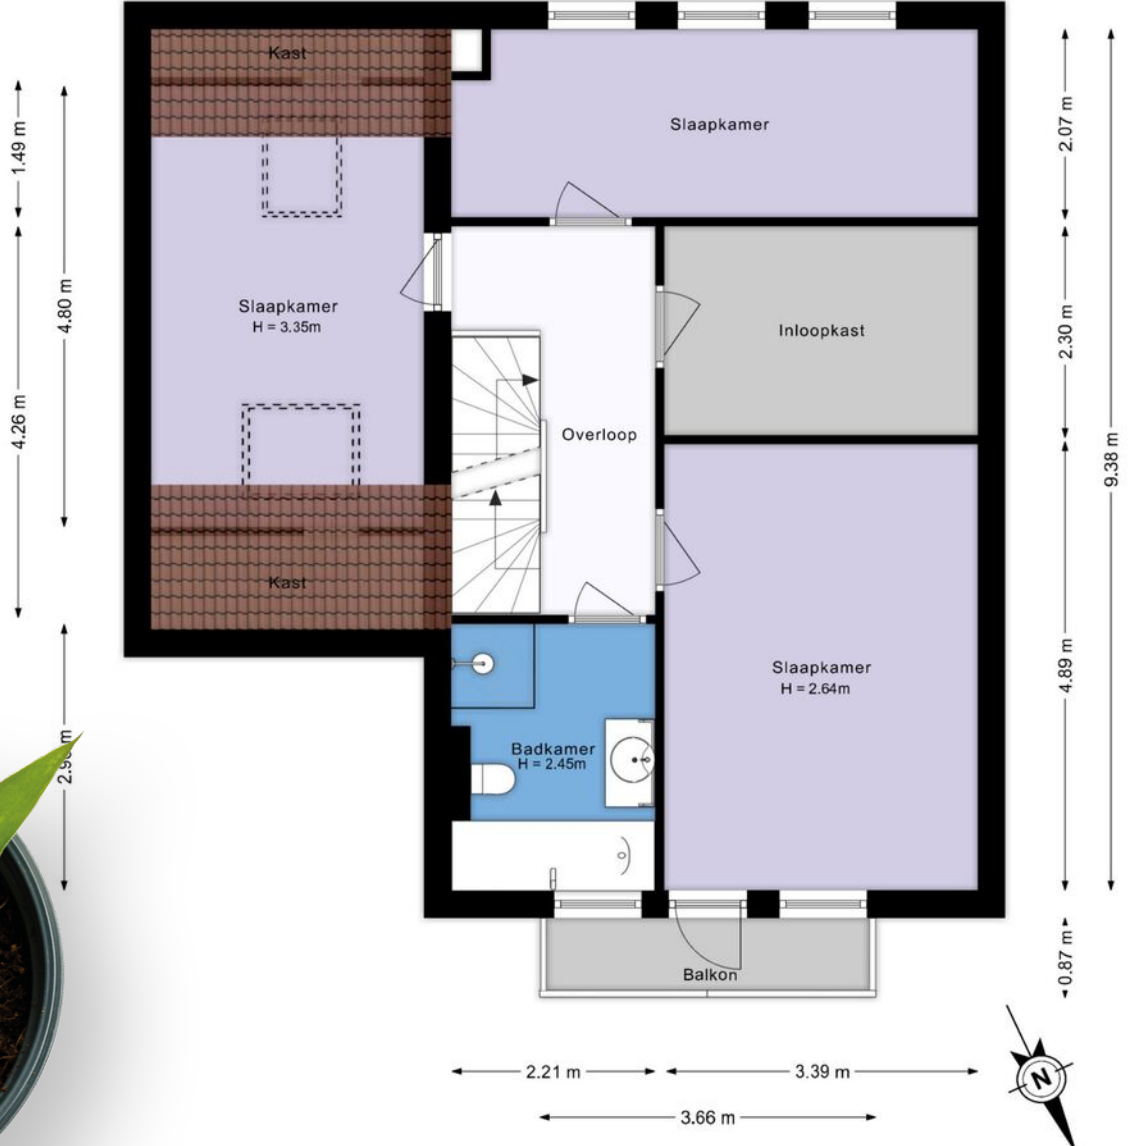 Kast
Slaapkamer
2.07 m
1.49 m
4.80 m
Slaapkamer
H = 3.35m
Inloopkast
2.30 m
4.26 m
Overloop
9.38 m
Kast
Slaapkamer
H = 2.64m
4.89 m
Badkamer
H = 2.45m
Balkon
0.87 m
2.21 m
3.39 m
3.66 m
N